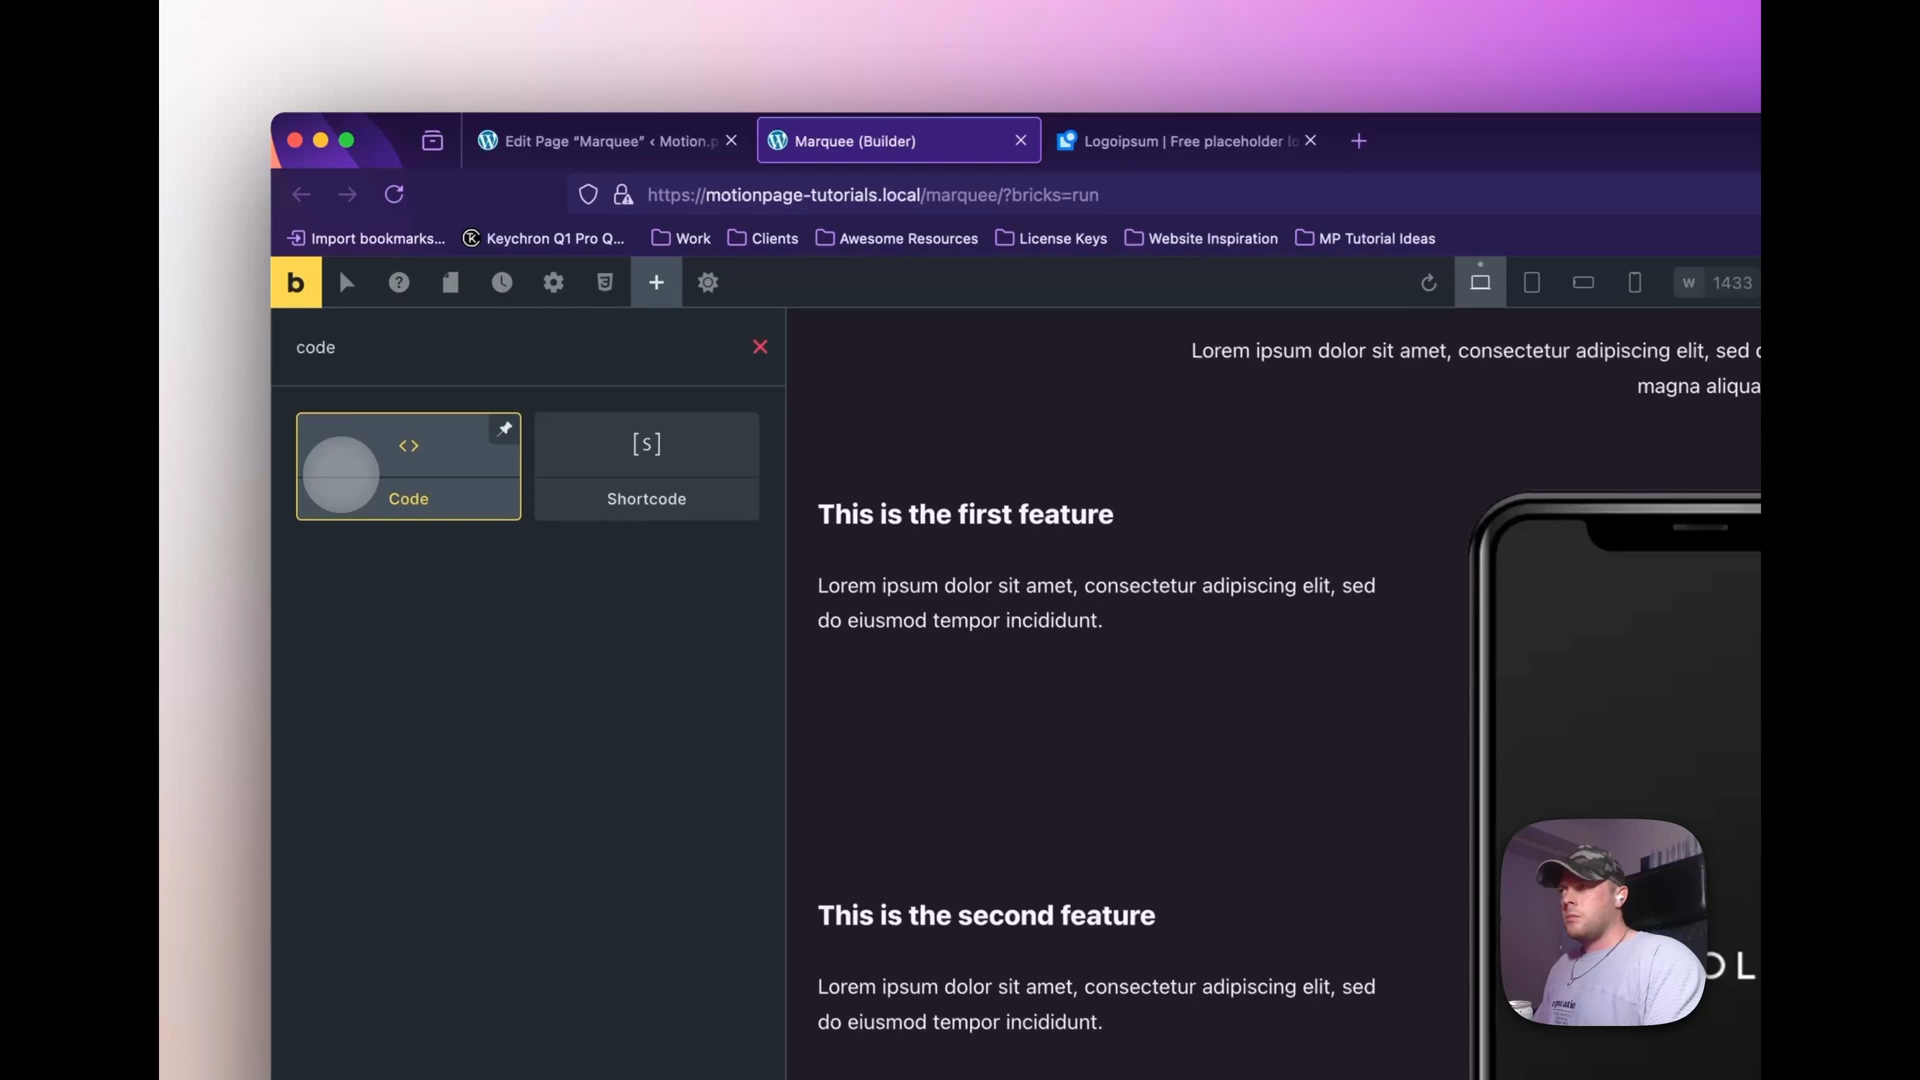 Edit Page “Marquee” ‹ Motion.p
Marquee (Builder)
Logoipsum | Free placeholder lo
https://motionpage-tutorials.local/marquee/?bricks=run
Import bookmarks...
Keychron Q1 Pro Q...
Work
Clients
Awesome Resources
License Keys
Website Inspiration
MP Tutorial Ideas
b
W 1433
code
Lorem ipsum dolor sit amet, consectetur adipiscing elit, sed
magna aliqua
<> 
Code
[s]
Shortcode
This is the first feature
Lorem ipsum dolor sit amet, consectetur adipiscing elit, sed
do eiusmod tempor incididunt.
This is the second feature
Lorem ipsum dolor sit amet, consectetur adipiscing elit, sed
do eiusmod tempor incididunt.
OL